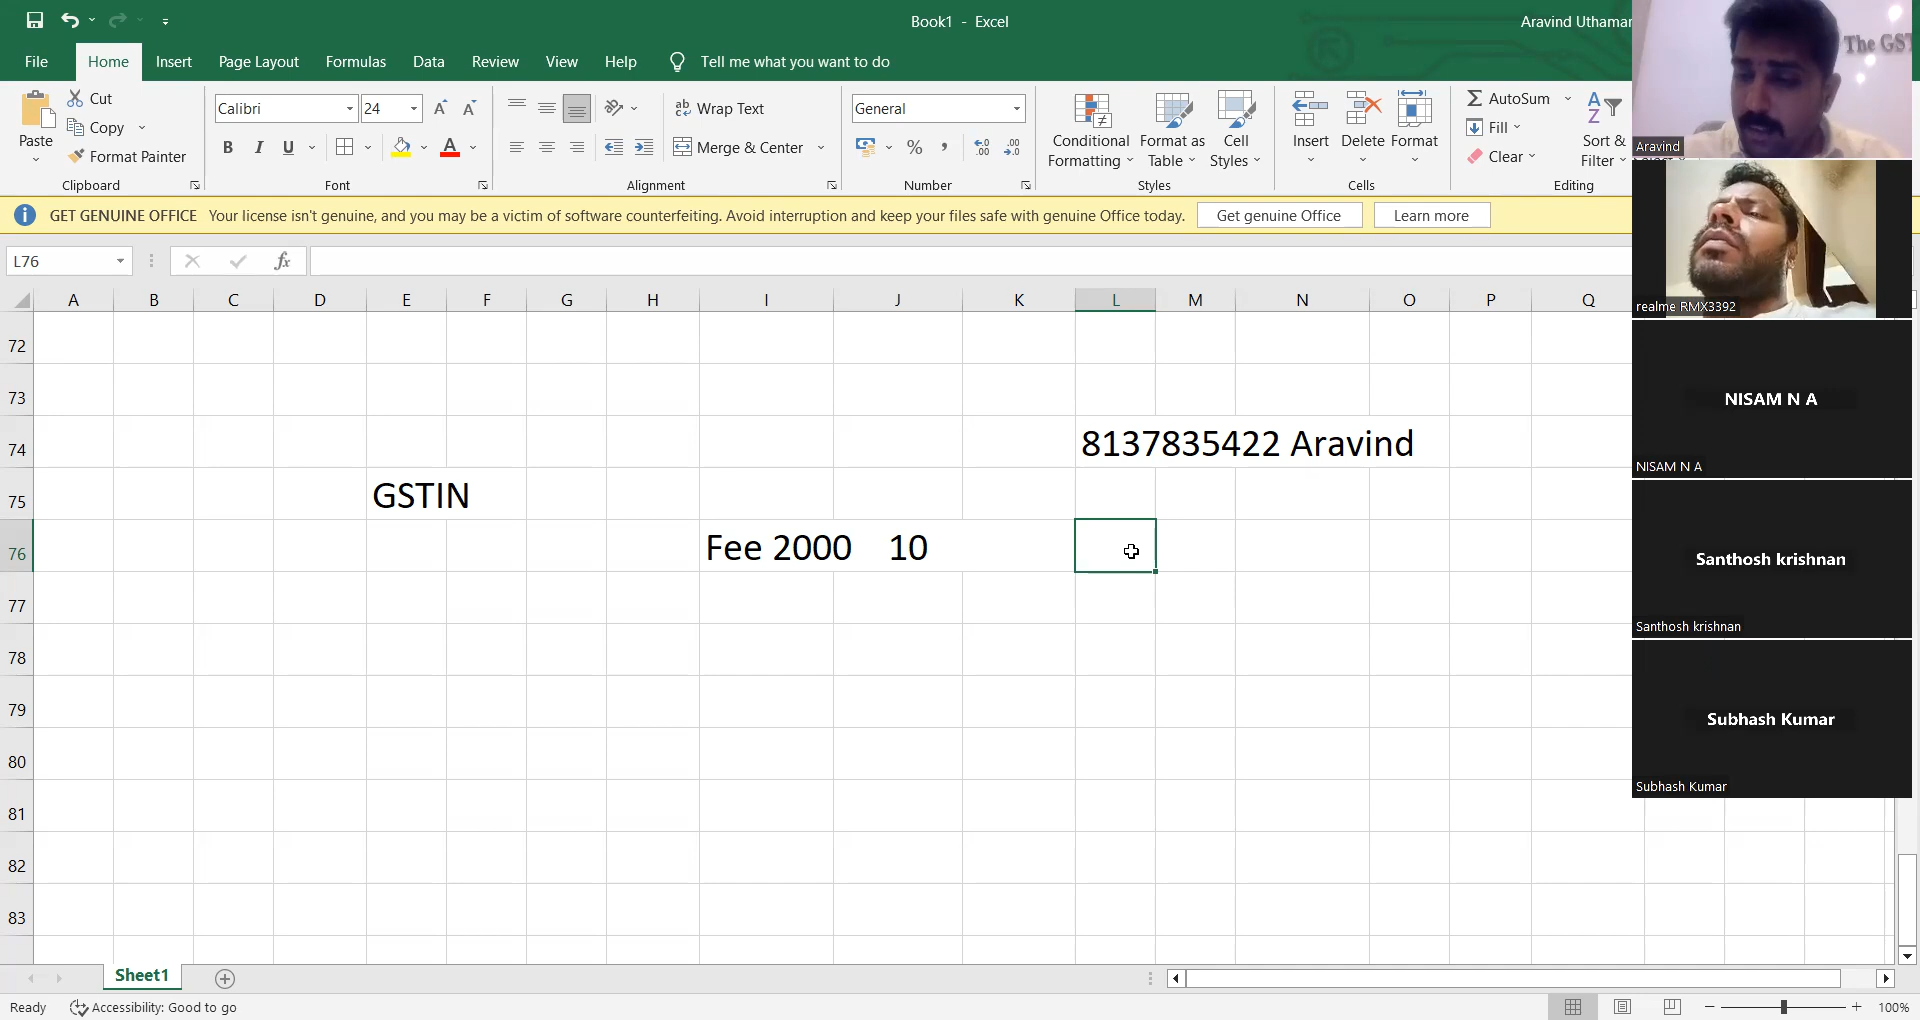 Book1 - Excel
Aravind Uthaman
File Home Insert Page Layout Formulas Data Review View Help Tell me what you want to do
The GST
Cut
Copy
Format Painter
Paste
Clipboard
Calibri 24
B I U A
Font
Wrap Text
Merge & Center
Alignment
General
% ,
Number
Conditional Formatting
Format as Table
Cell Styles
Styles
Insert Delete Format
Cells
AutoSum
Fill
Clear
Sort & Filter
Editing
Aravind
GET GENUINE OFFICE Your license isn't genuine, and you may be a victim of software counterfeiting. Avoid interruption and keep your files safe with genuine Office today. Get genuine Office Learn more
L76 fx
realme RMX3392
A B C D E F G H I J K L M N O P Q
72
73
74 8137835422 Aravind
75 GSTIN
76 Fee 2000 10
77
78
79
80
81
82
83
NISAM N A
NISAM N A
Santhosh krishnan
Santhosh krishnan
Subhash Kumar
Subhash Kumar
Sheet1
Ready Accessibility: Good to go
100%